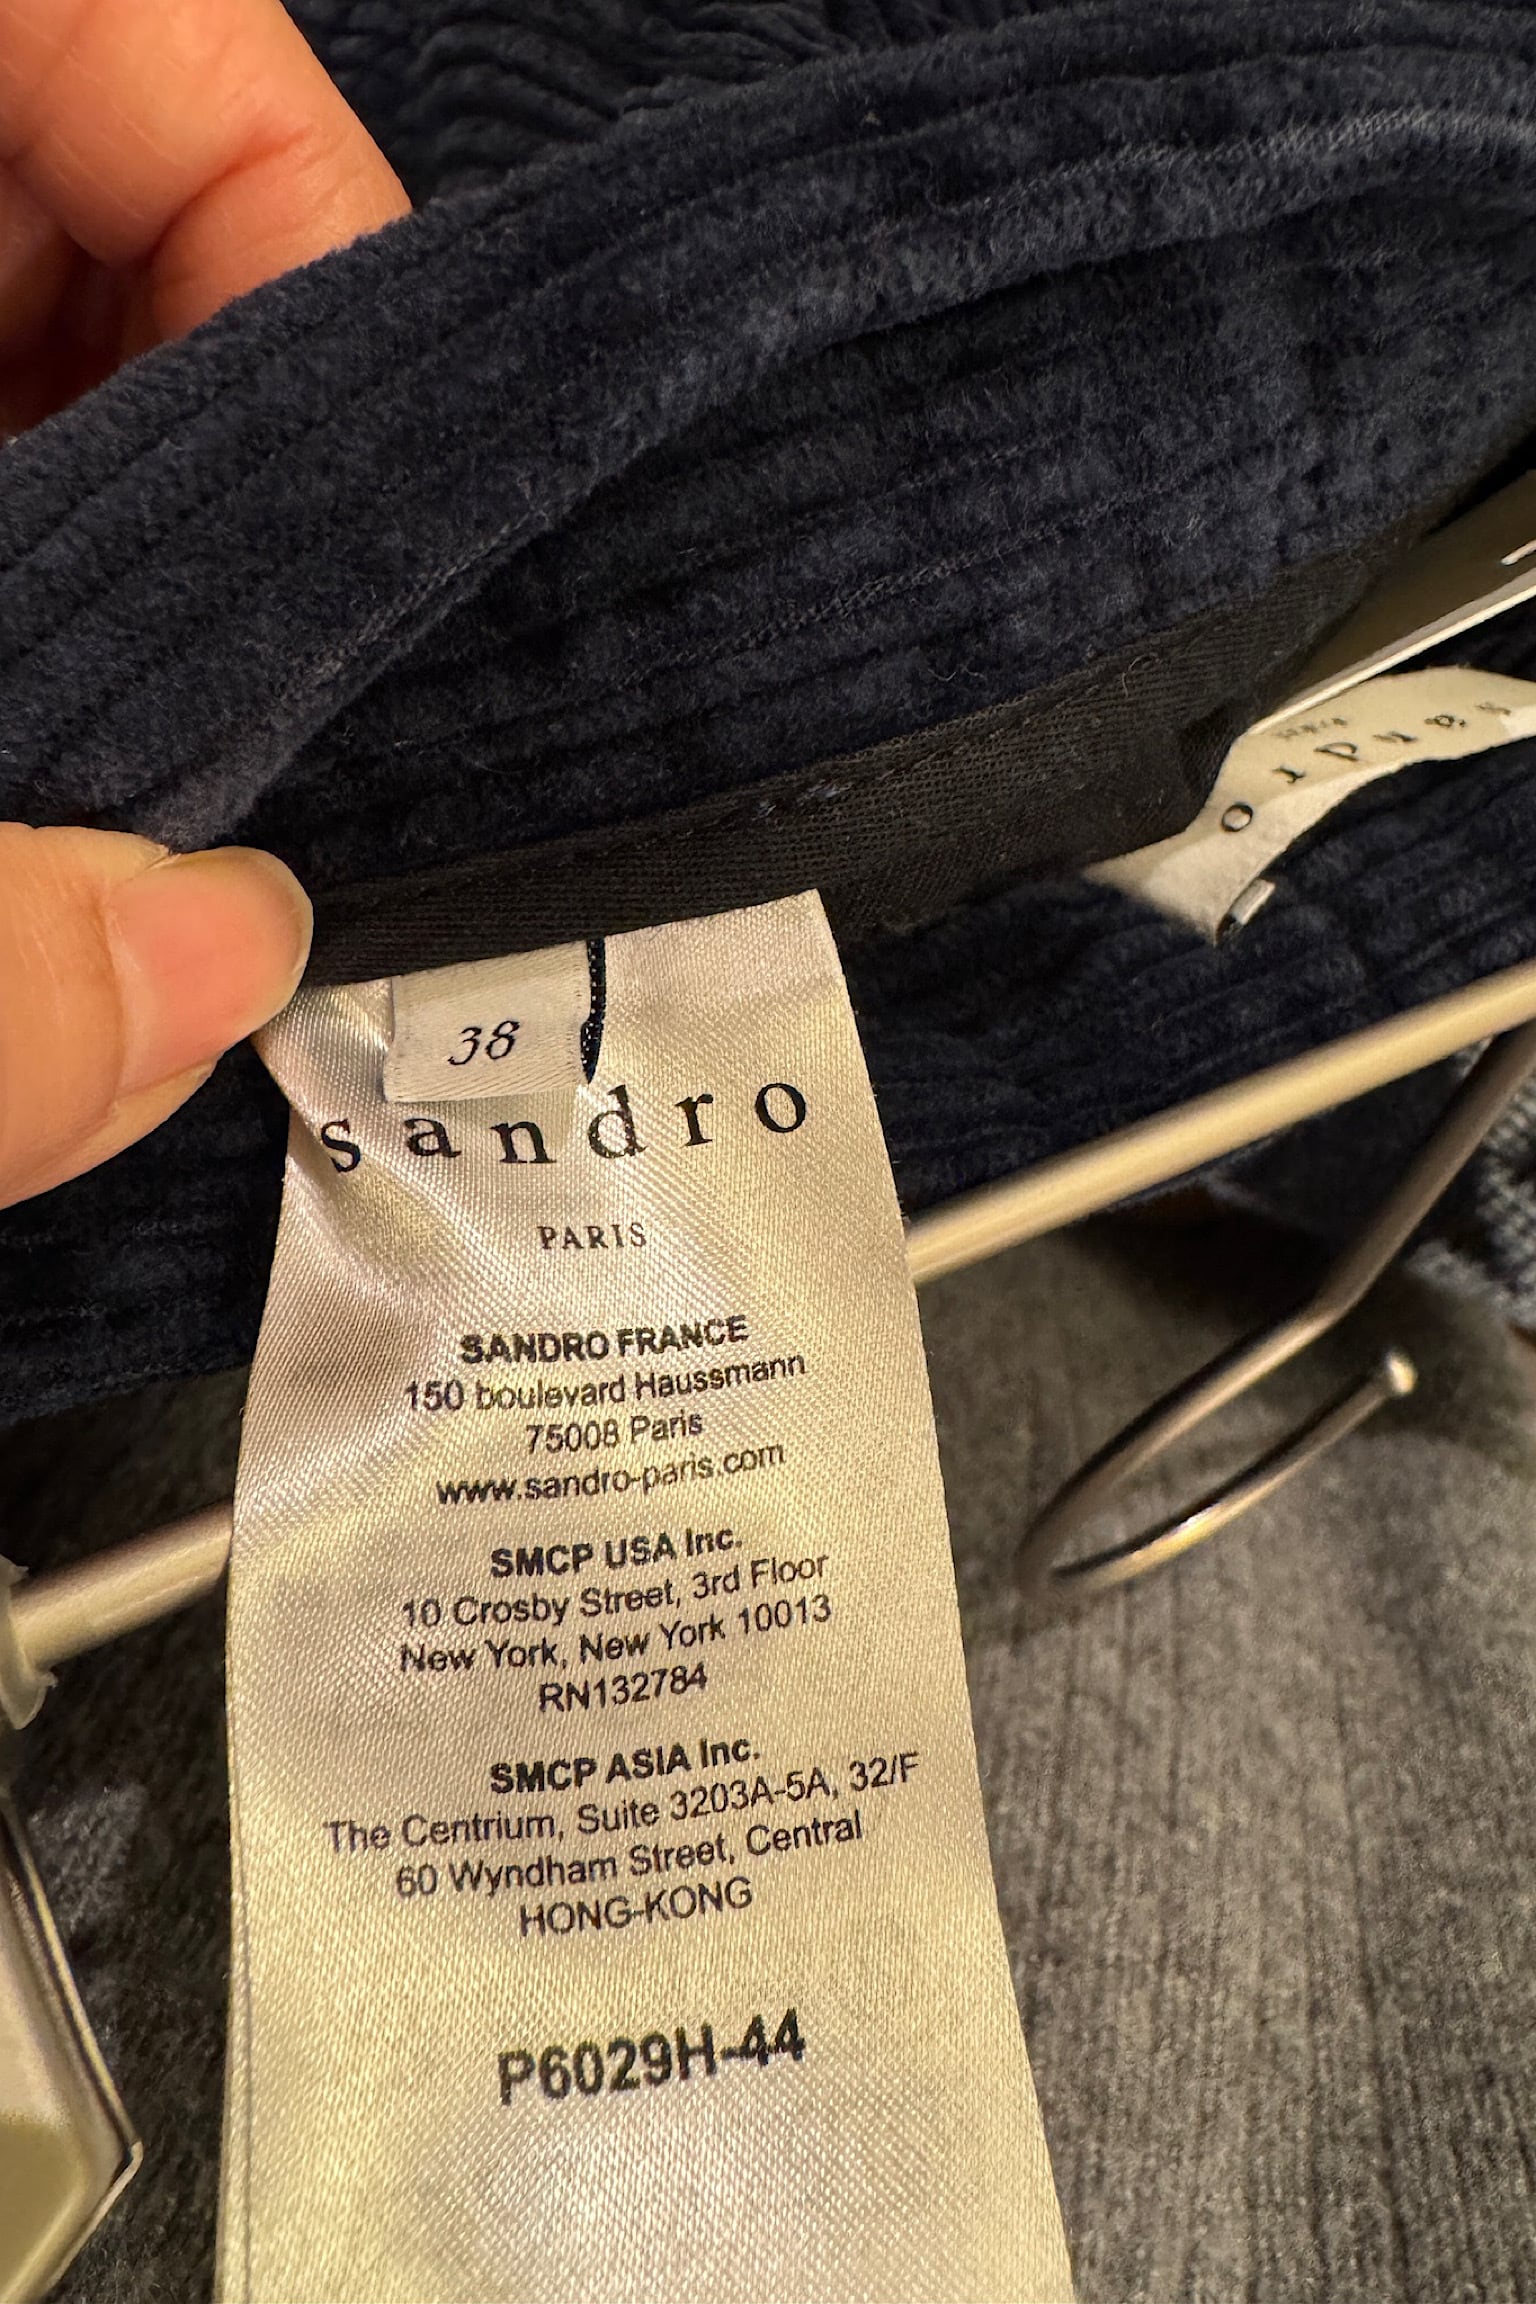 38
sandro
PARIS
SANDRO FRANCE
150 boulevard Haussmann
75008 Paris
www.sandro-paris.com
SMCP USA Inc.
10 Crosby Street, 3rd Floor
New York, New York 10013
RN132784
SMCP ASIA Inc.
The Centrium, Suite 3203A-5A, 32/F
60 Wyndham Street, Central
HONG-KONG
P6029H-44
sandro